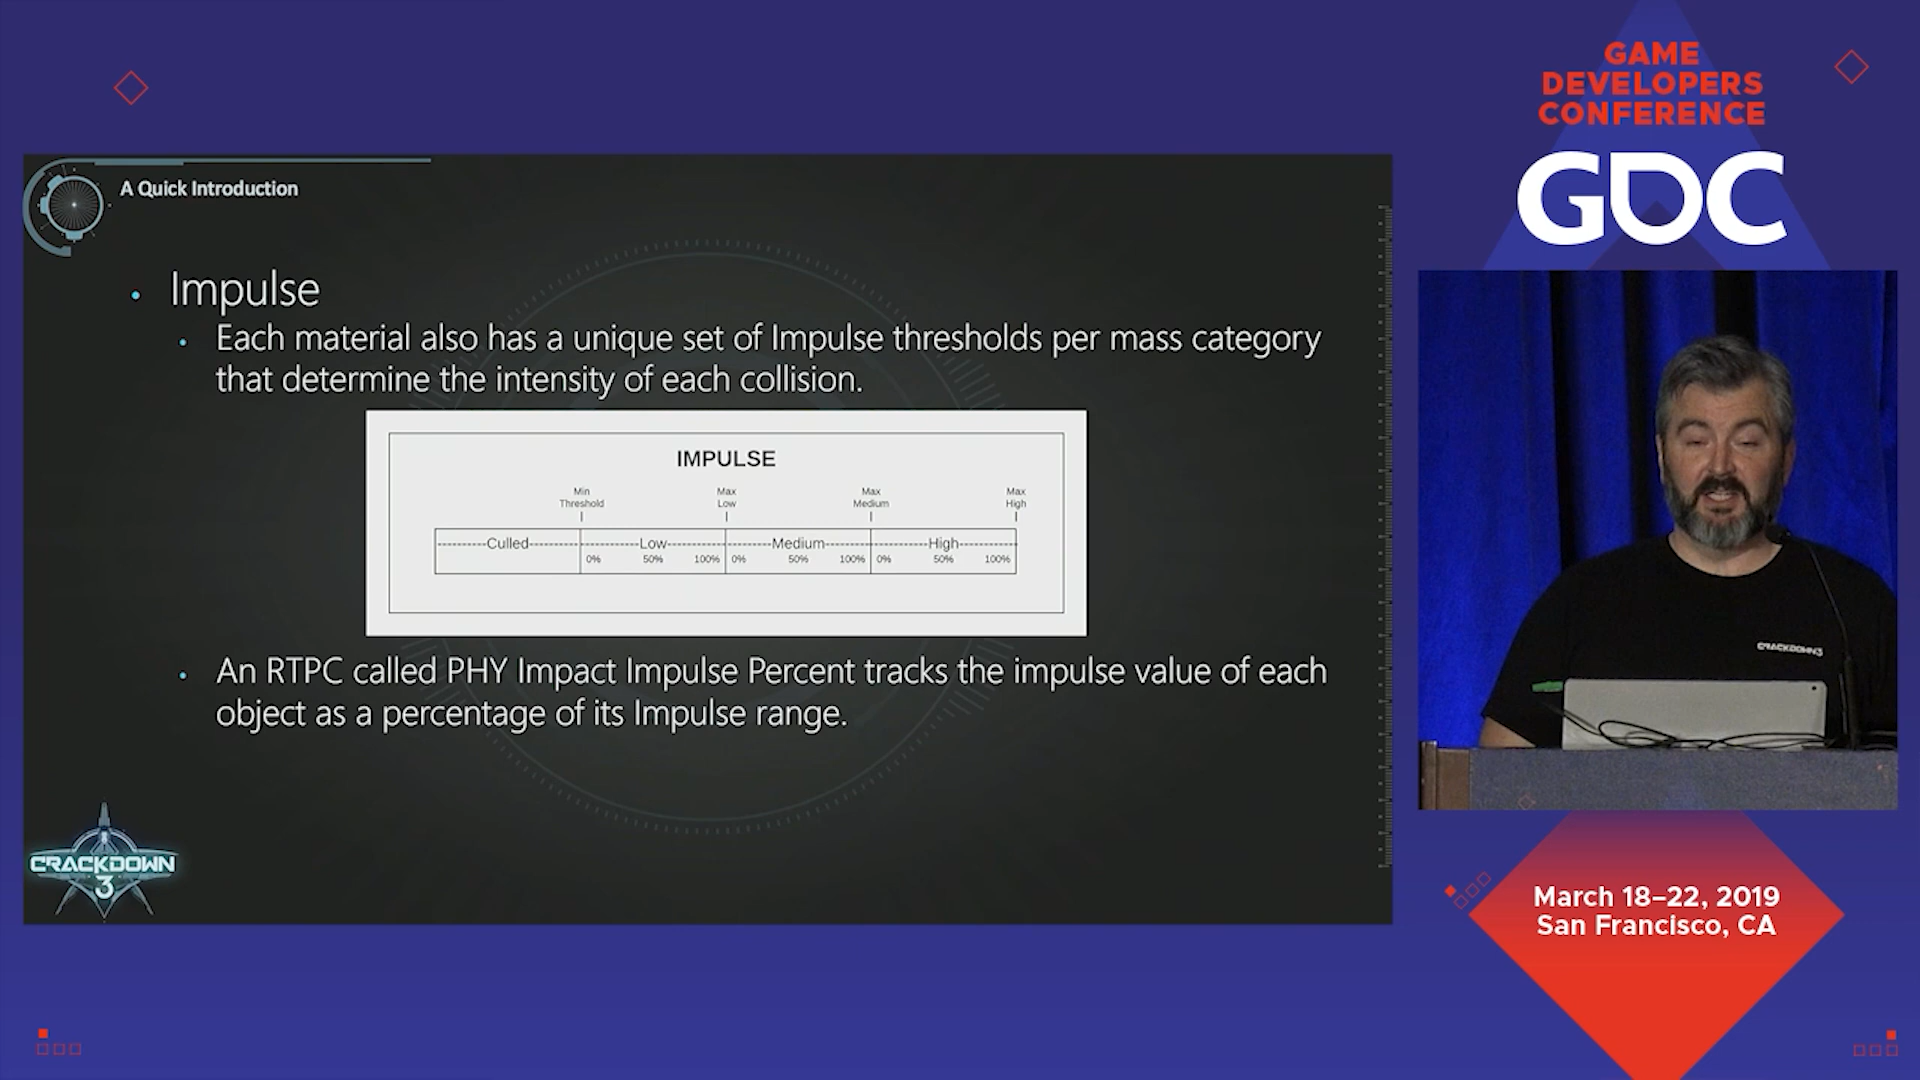 GAME
DEVELOPERS
CONFERENCE
GDC
A Quick Introduction
Impulse
Each material also has a unique set of Impulse thresholds per mass category
that determine the intensity of each collision.
IMPULSE
Min Threshold
Max Low
Max Medium
Max High
Culled Low Medium High
0% 50% 100% 0% 50% 100% 0% 50% 100%
An RTPC called PHY Impact Impulse Percent tracks the impulse value of each
object as a percentage of its Impulse range.
CRACKDOWN
3
CRACKDOWN3
March 18–22, 2019
San Francisco, CA